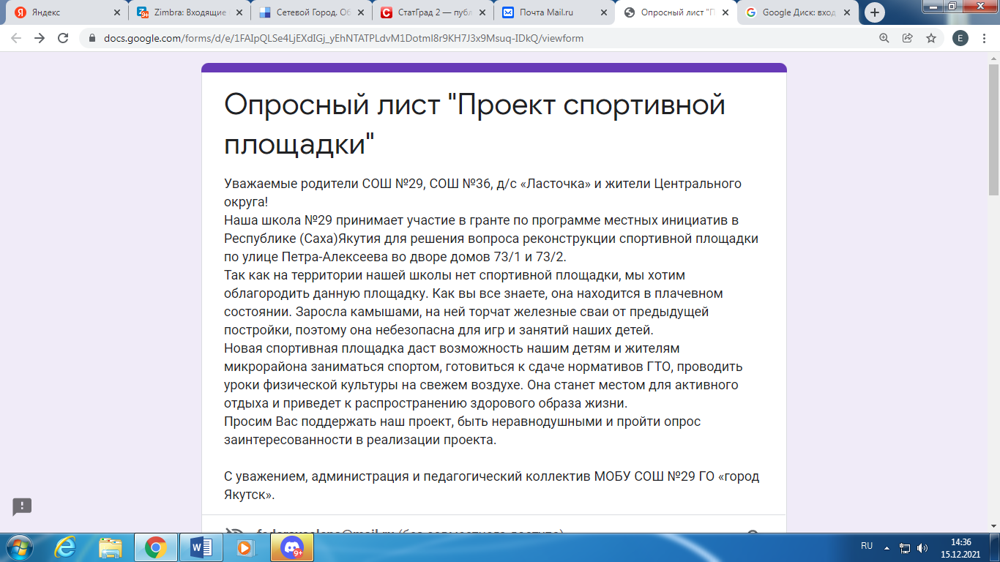 Яндекс
Zimbra: Входящие
Сетевой Город. Об
СтатГрад 2 — публ
Почта Mail.ru
Опросный лист "П
Google Диск: вход
docs.google.com/forms/d/e/1FAIpQLSe4LjEXdIGj_yEhNTATPLdvM1Dotml8r9KH7J3x9Msuq-IDkQ/viewform
E
Опросный лист "Проект спортивной
площадки"
Уважаемые родители СОШ №29, СОШ №36, д/с «Ласточка» и жители Центрального
округа!
Наша школа №29 принимает участие в гранте по программе местных инициатив в
Республике (Саха)Якутия для решения вопроса реконструкции спортивной площадки
по улице Петра-Алексеева во дворе домов 73/1 и 73/2.
Так как на территории нашей школы нет спортивной площадки, мы хотим
облагородить данную площадку. Как вы все знаете, она находится в плачевном
состоянии. Заросла камышами, на ней торчат железные сваи от предыдущей
постройки, поэтому она небезопасна для игр и занятий наших детей.
Новая спортивная площадка даст возможность нашим детям и жителям
микрорайона заниматься спортом, готовиться к сдаче нормативов ГТО, проводить
уроки физической культуры на свежем воздухе. Она станет местом для активного
отдыха и приведет к распространению здорового образа жизни.
Просим Вас поддержать наш проект, быть неравнодушными и пройти опрос
заинтересованности в реализации проекта.
С уважением, администрация и педагогический коллектив МОБУ СОШ №29 ГО «город
Якутск».
9+
RU
14:36
15.12.2021